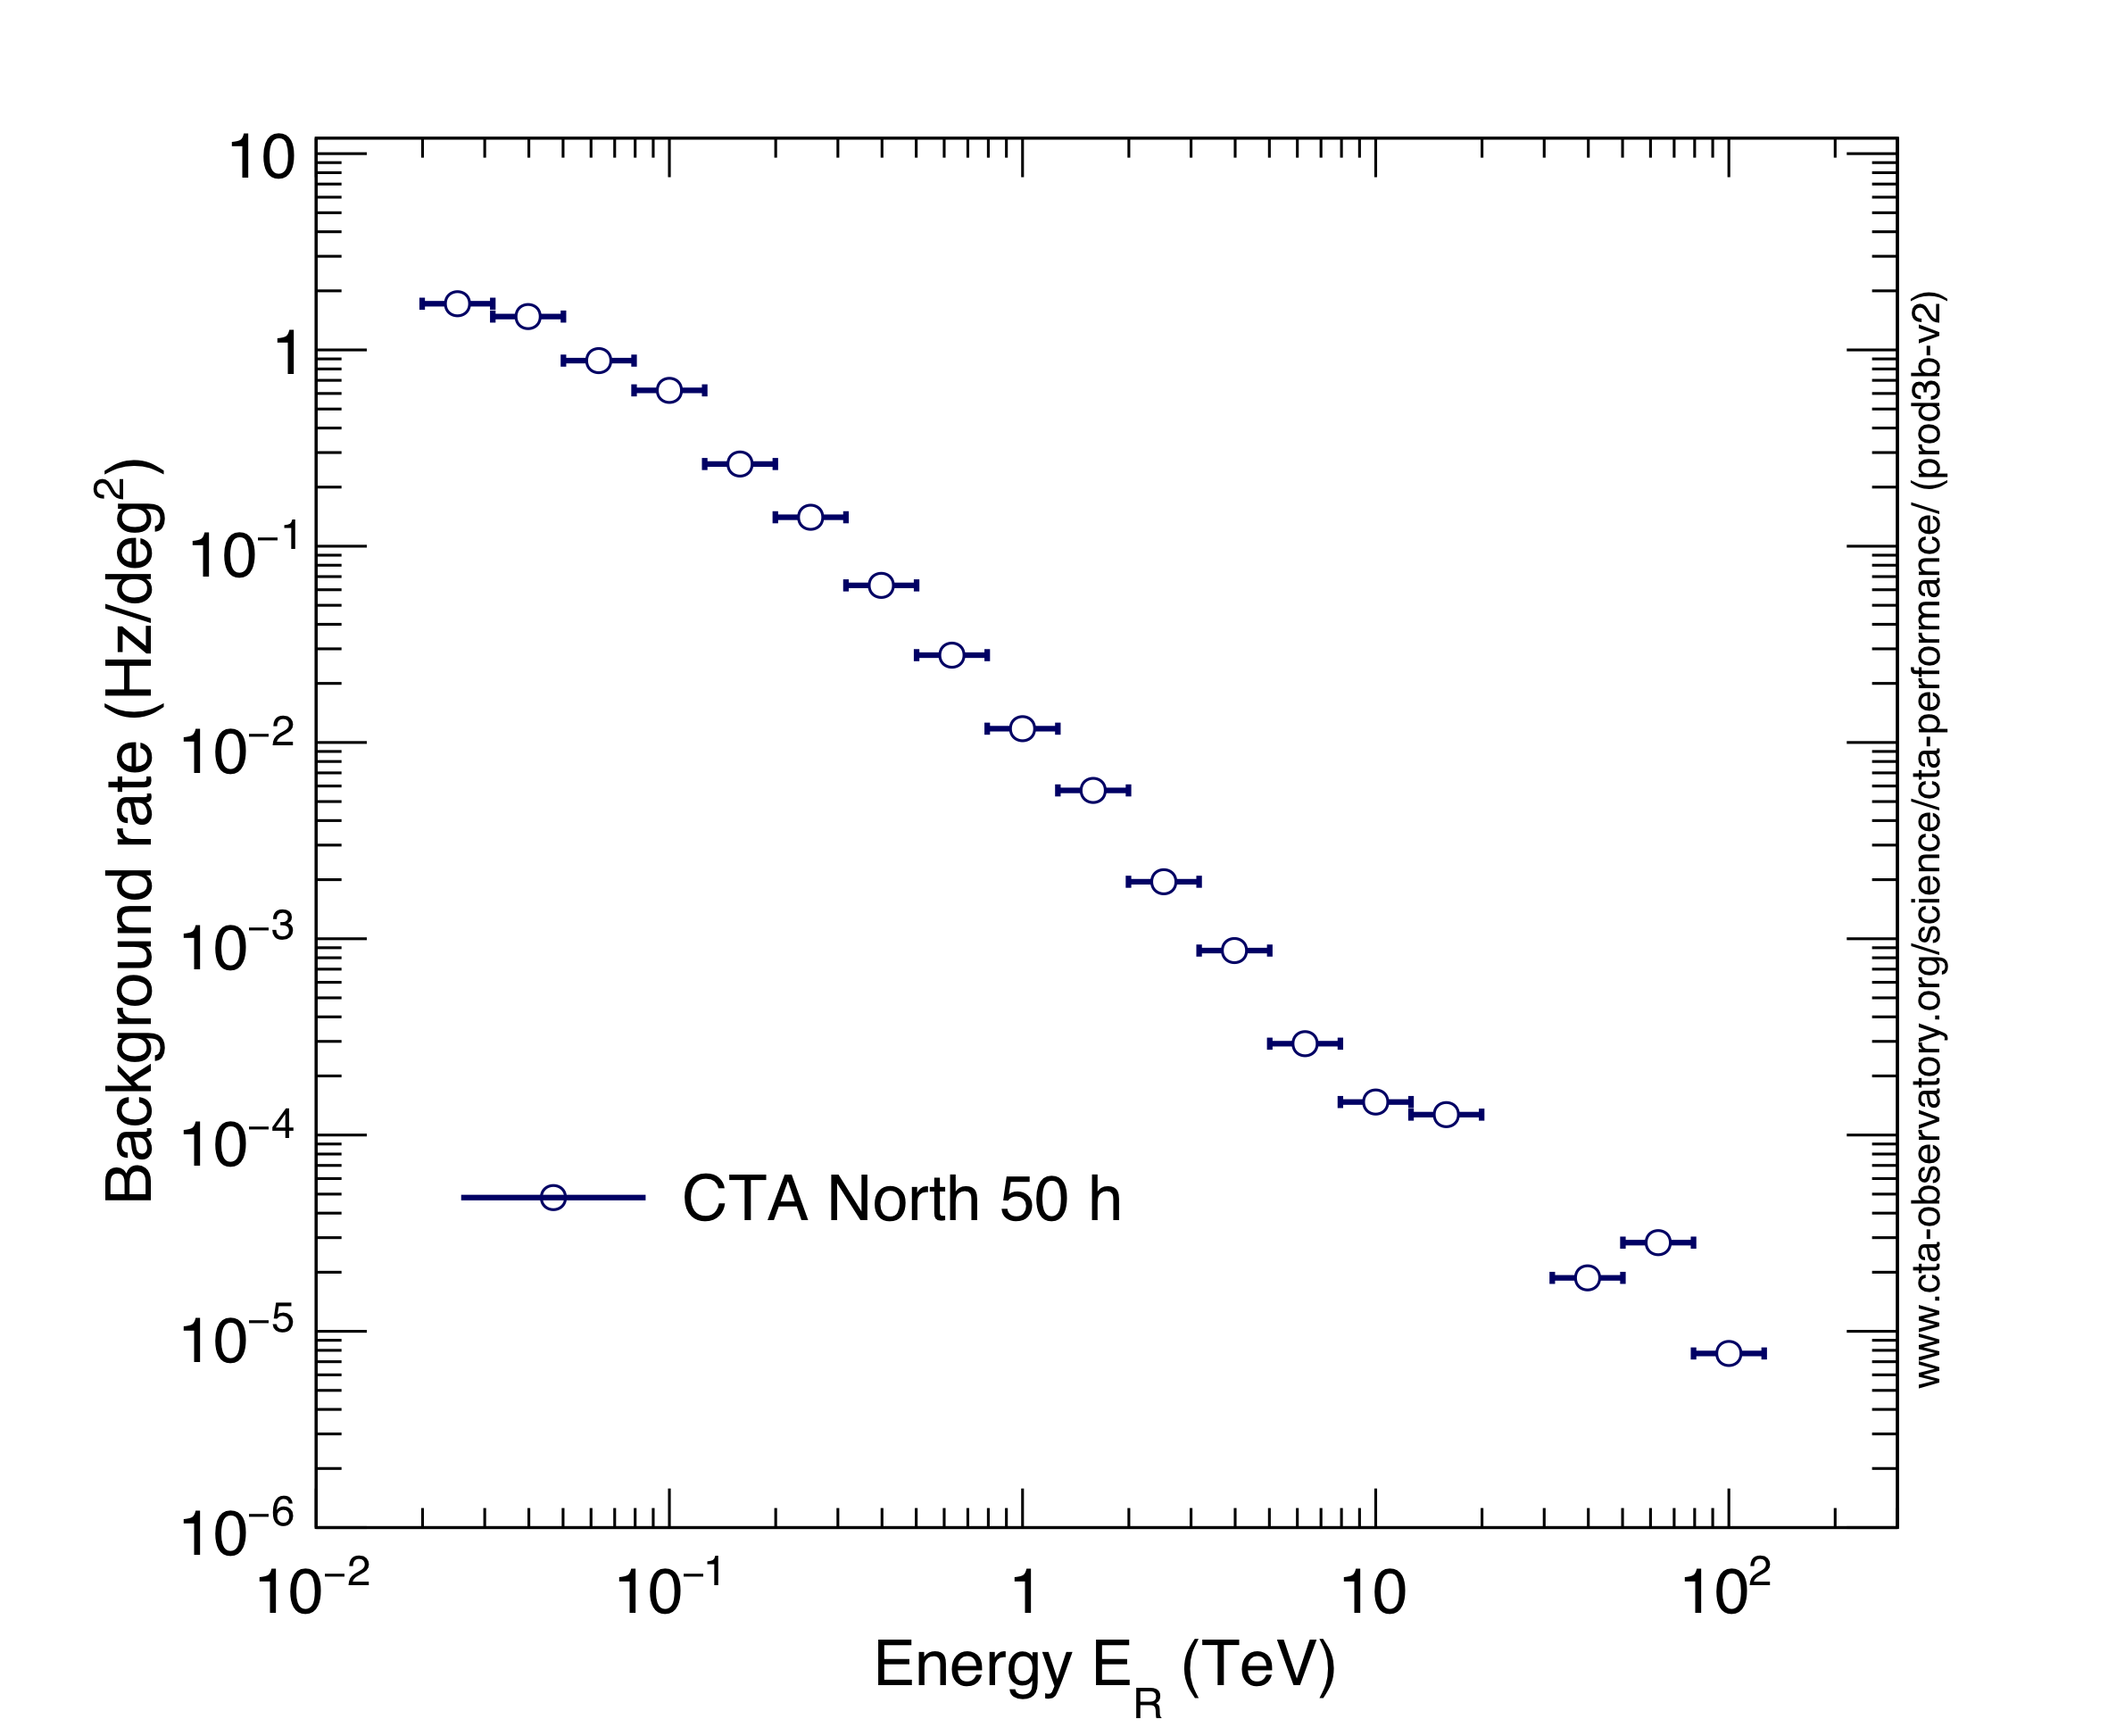 10
1
10⁻¹
10⁻²
10⁻³
10⁻⁴
10⁻⁵
10⁻⁶
Background rate (Hz/deg²)
CTA North 50 h
10⁻² 10⁻¹ 1 10 10²
Energy E_R (TeV)
www.cta-observatory.org/science/cta-performance/ (prod3b-v2)